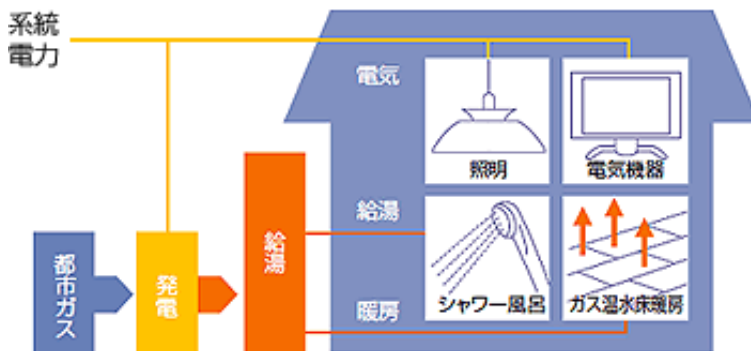 系統
電力
電気
照明
電気機器
給湯
シャワー風呂
ガス温水床暖房
暖房
都市ガス
発電
給湯